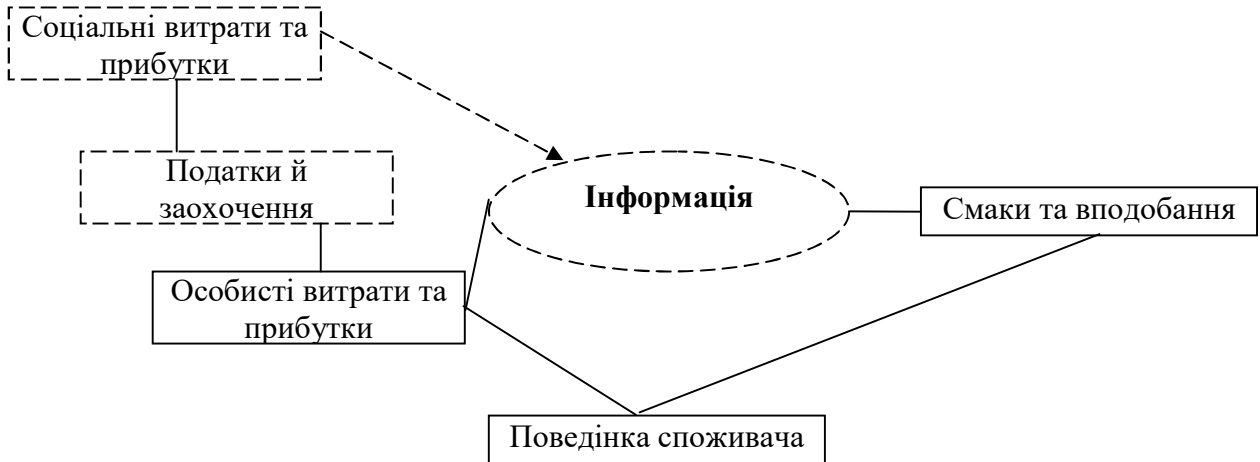 Соціальні витрати та
прибутки
Податки й
заохочення
Інформація
Смаки та вподобання
Особисті витрати та
прибутки
Поведінка споживача